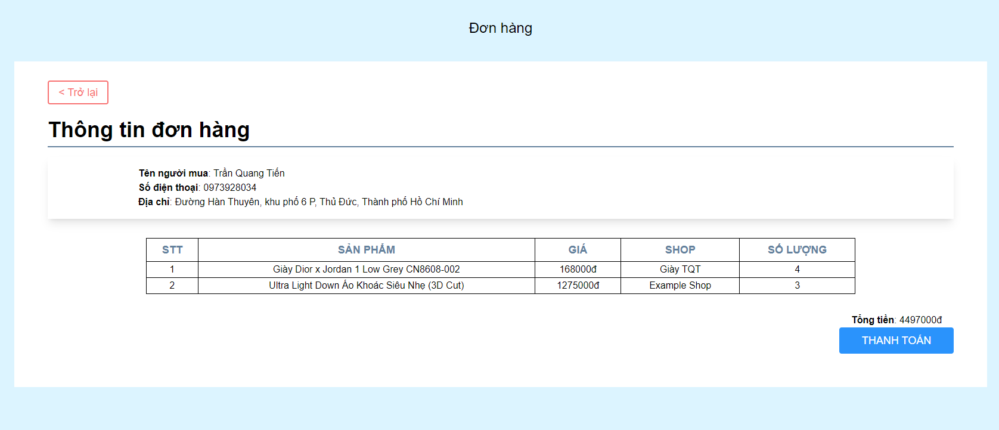 Đơn hàng
< Trở lại
Thông tin đơn hàng
Tên người mua: Trần Quang Tiến
Số điện thoại: 0973928034
Địa chỉ: Đường Hàn Thuyên, khu phố 6 P, Thủ Đức, Thành phố Hồ Chí Minh
STT SẢN PHẨM GIÁ SHOP SỐ LƯỢNG
1 Giày Dior x Jordan 1 Low Grey CN8608-002 168000đ Giày TQT 4
2 Ultra Light Down Áo Khoác Siêu Nhẹ (3D Cut) 1275000đ Example Shop 3
Tổng tiền: 4497000đ
THANH TOÁN